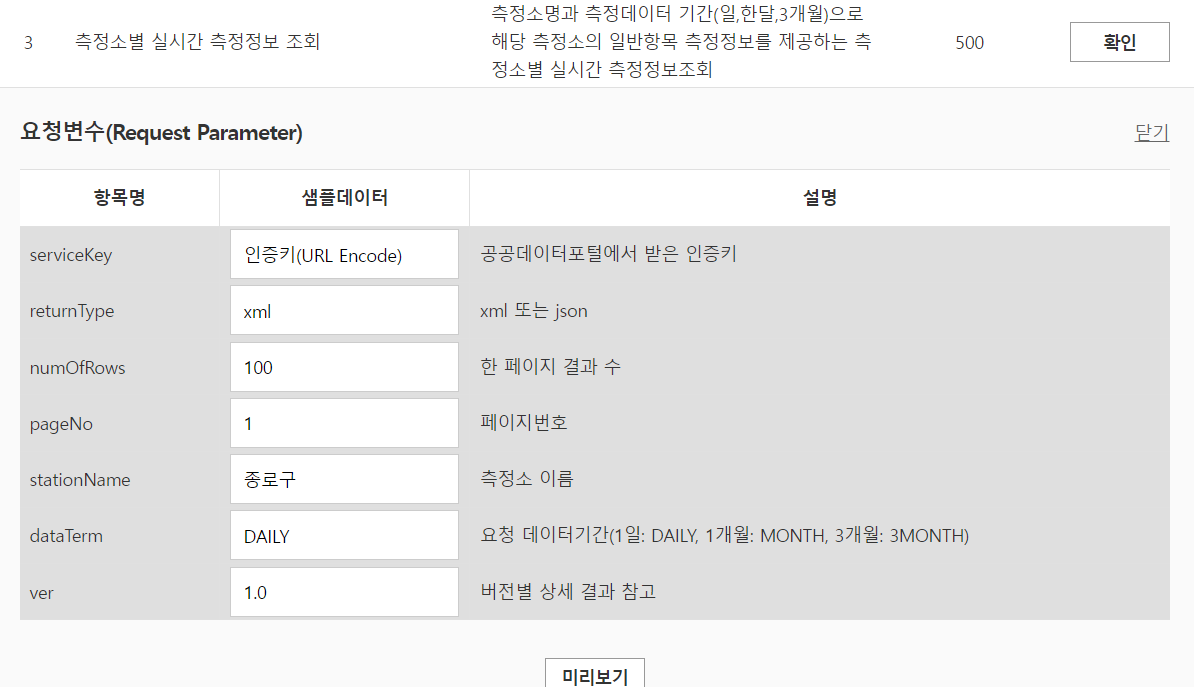 측정소명과 측정데이터 기간(일,한달,3개월)으로
3 측정소별 실시간 측정정보 조회 해당 측정소의 일반항목 측정정보를 제공하는 측 500 확인
정소별 실시간 측정정보조회
요청변수(Request Parameter) 닫기
항목명 샘플데이터 설명
serviceKey 인증키(URL Encode) 공공데이터포털에서 받은 인증키
returnType xml xml 또는 json
numOfRows 100 한 페이지 결과 수
pageNo 1 페이지번호
stationName 종로구 측정소 이름
dataTerm DAILY 요청 데이터기간(1일: DAILY, 1개월: MONTH, 3개월: 3MONTH)
ver 1.0 버전별 상세 결과 참고
미리보기